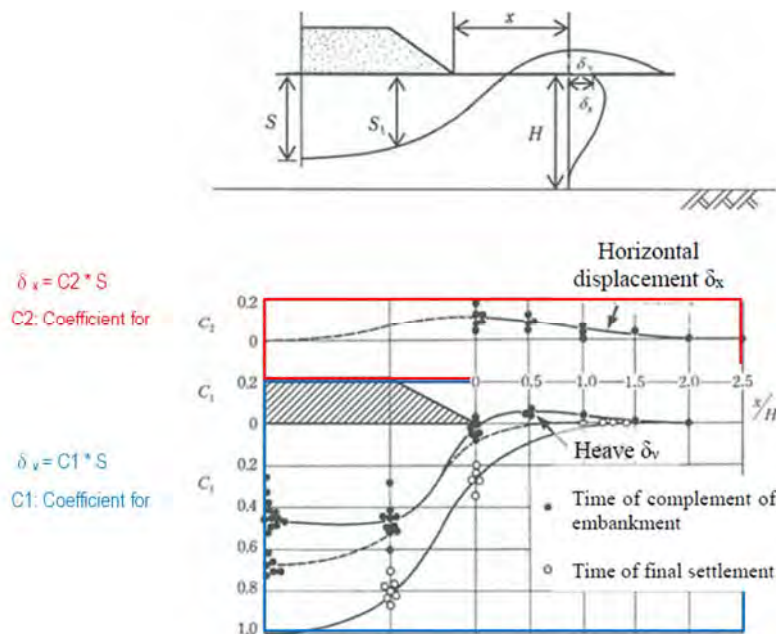 x
δᵥ
δₓ
S
S₁
H
δ ₓ = C2 * S
C2: Coefficient for
Horizontal
displacement δₓ
0.2
C₂
0
0.2
0 0.5 1.0 1.5 2.0 2.5
C₁
x/H
0
Heave δᵥ
δ ᵥ = C1 * S
C1: Coefficient for
0.2
C₁
0.4
0.6
0.8
1.0
Time of complement of
embankment
Time of final settlement